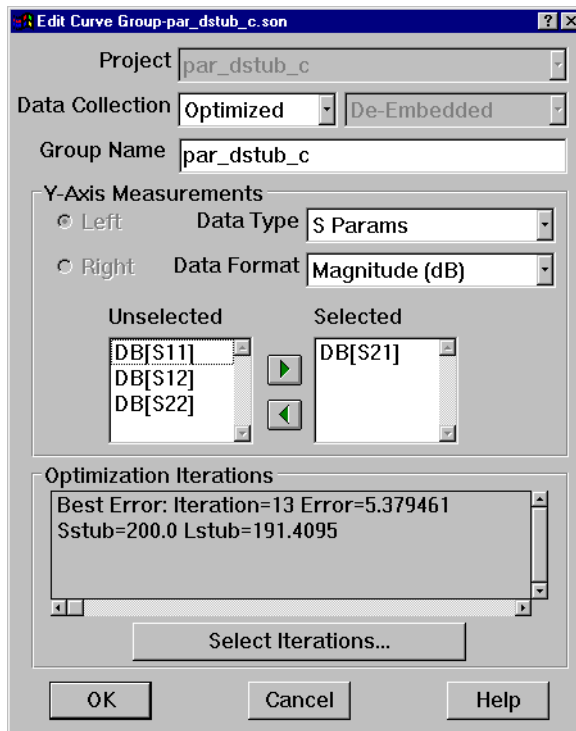 Edit Curve Group-par_dstub_c.son
Project par_dstub_c
Data Collection Optimized De-Embedded
Group Name par_dstub_c
Y-Axis Measurements
Left Data Type S Params
Right Data Format Magnitude (dB)
Unselected Selected
DB[S11] DB[S21]
DB[S12]
DB[S22]
Optimization Iterations
Best Error: Iteration=13 Error=5.379461
Sstub=200.0 Lstub=191.4095
Select Iterations...
OK Cancel Help